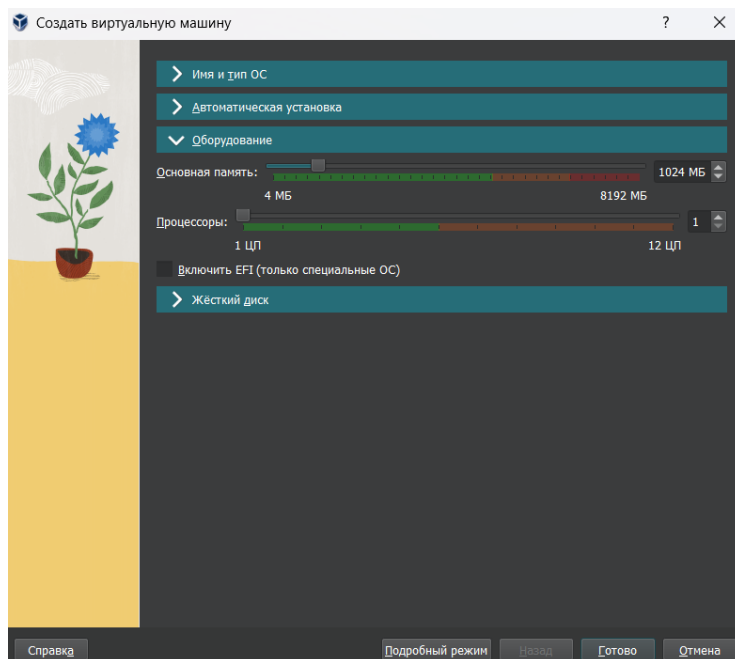 Создать виртуальную машину
? ×
Имя и тип ОС
Автоматическая установка
Оборудование
Основная память: 1024 МБ
4 МБ 8192 МБ
Процессоры: 1
1 ЦП 12 ЦП
Включить EFI (только специальные ОС)
Жёсткий диск
Справка Подробный режим Назад Готово Отмена